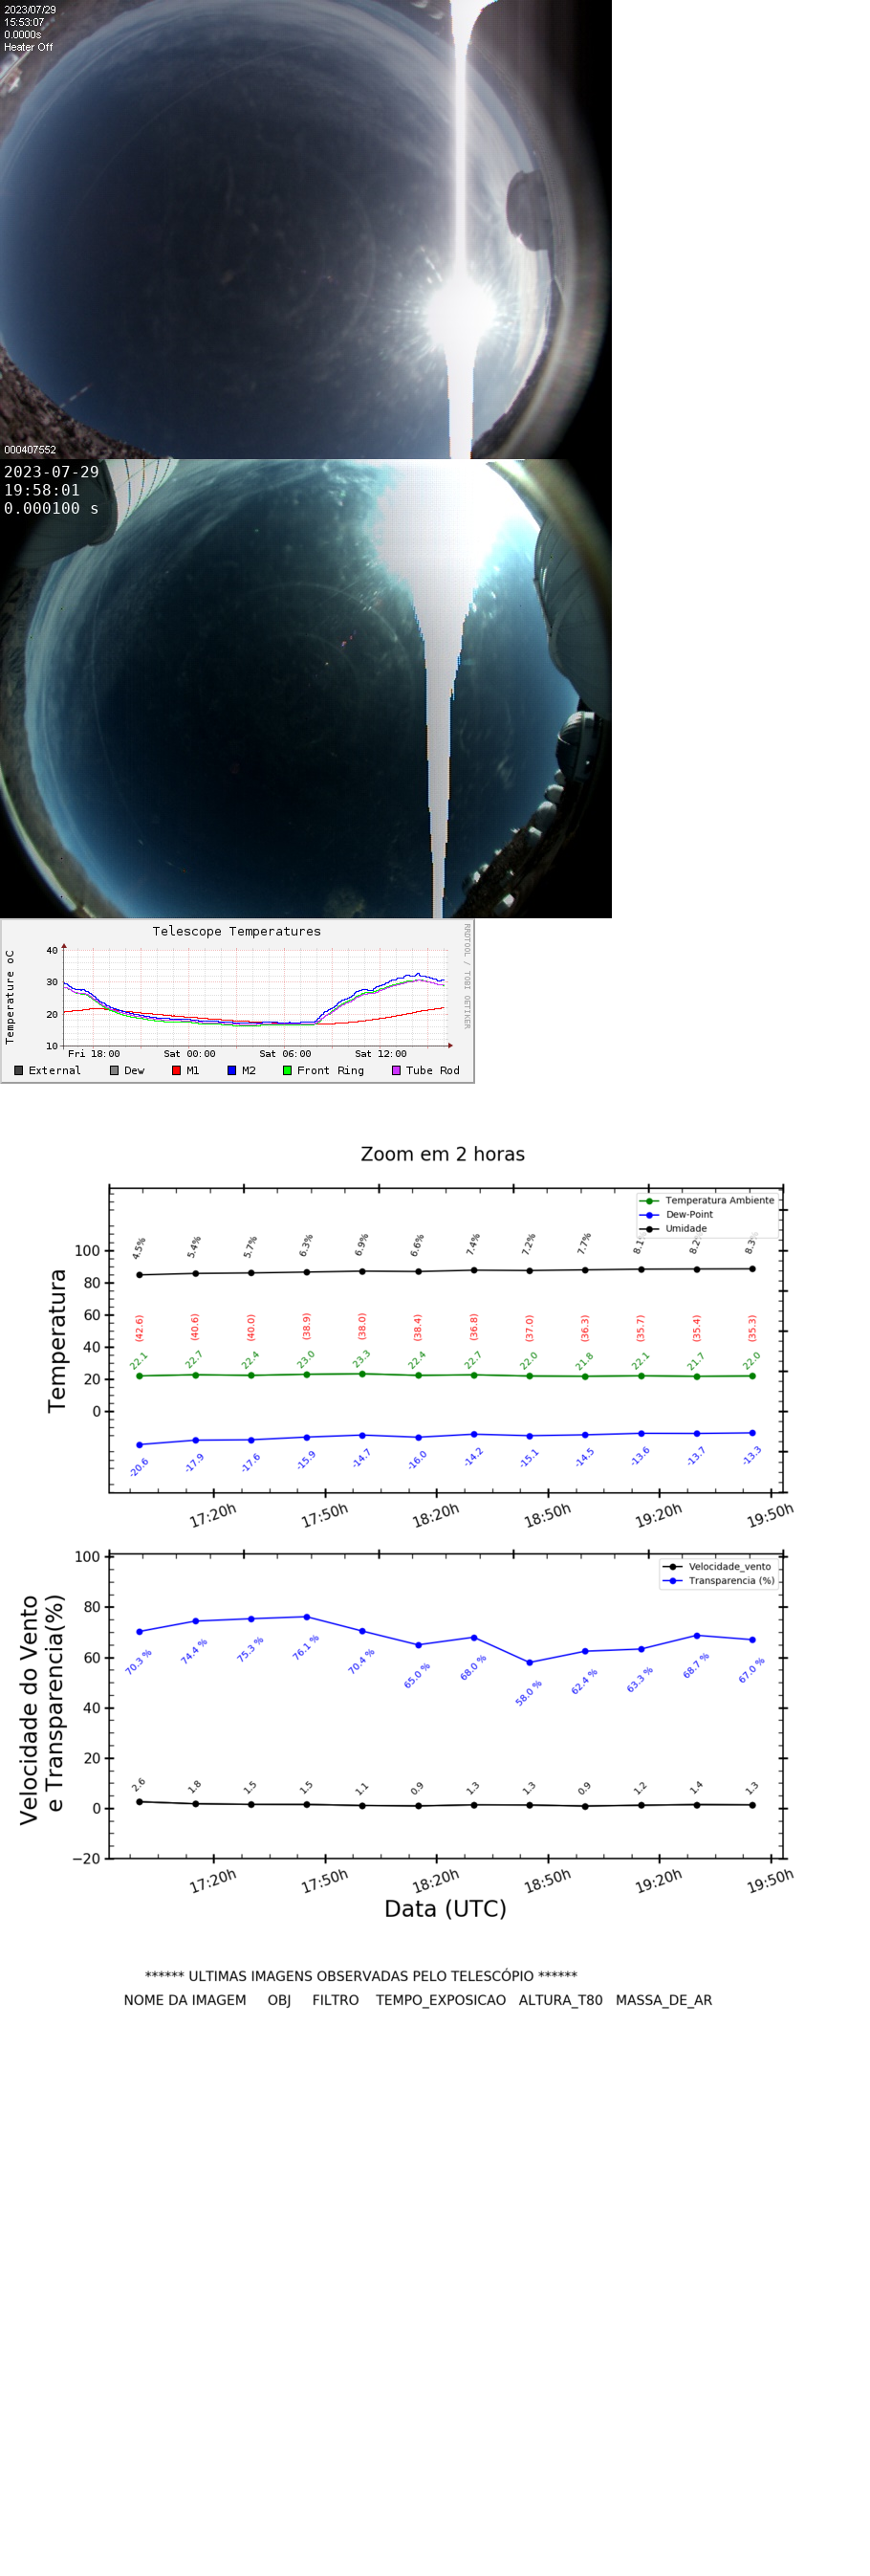 2023/07/29
15:53:07
0.0000s
Heater Off
000407552
2023-07-29
19:58:01
0.000100 s
Telescope Temperatures
RRDTOOL / TOBI OETIKER
Temperature oC
40
30
20
10
Fri 18:00 Sat 00:00 Sat 06:00 Sat 12:00
External Dew M1 M2 Front Ring Tube Rod
Zoom em 2 horas
Temperatura Ambiente
Dew-Point
Umidade
Temperatura
100
80
60
40
20
0
4.5% 5.4% 5.7% 6.3% 6.9% 6.6% 7.4% 7.2% 7.7% 8.1 8.2 8.3%
(42.6) (40.6) (40.0) (38.9) (38.0) (38.4) (36.8) (37.0) (36.3) (35.7) (35.4) (35.3)
22.1 22.7 22.4 23.0 23.3 22.4 22.7 22.0 21.8 22.1 21.7 22.0
-20.6 -17.9 -17.6 -15.9 -14.7 -16.0 -14.2 -15.1 -14.5 -13.6 -13.7 -13.3
17:20h 17:50h 18:20h 18:50h 19:20h 19:50h
Velocidade_vento
Transparencia (%)
Velocidade do Vento
e Transparencia(%)
100
80
60
40
20
0
−20
70.3 % 74.4 % 75.3 % 76.1 % 70.4 % 65.0 % 68.0 % 58.0 % 62.4 % 63.3 % 68.7 % 67.0 %
2.6 1.8 1.5 1.5 1.1 0.9 1.3 1.3 0.9 1.2 1.4 1.3
17:20h 17:50h 18:20h 18:50h 19:20h 19:50h
Data (UTC)
****** ULTIMAS IMAGENS OBSERVADAS PELO TELESCÓPIO ******
NOME DA IMAGEM OBJ FILTRO TEMPO_EXPOSICAO ALTURA_T80 MASSA_DE_AR